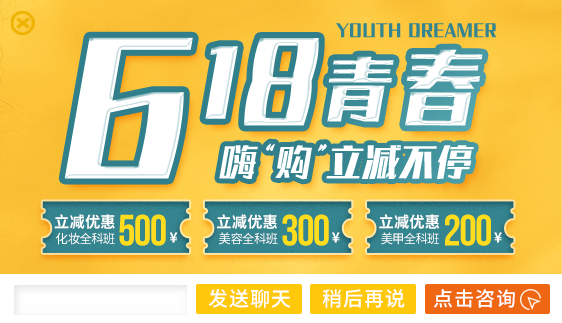 YOUTH DREAMER
618青春
嗨“购”立减不停
立减优惠
化妆全科班
500¥
立减优惠
美容全科班
300¥
立减优惠
美甲全科班
200¥
发送聊天
稍后再说
点击咨询